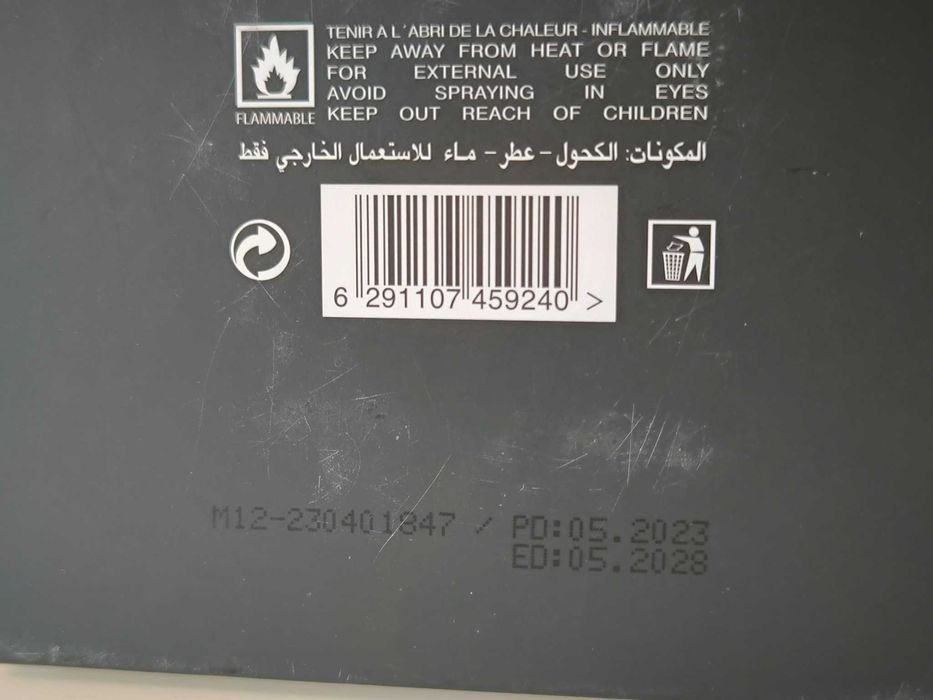 TENIR A L'ABRI DE LA CHALEUR - INFLAMMABLE
KEEP AWAY FROM HEAT OR FLAME
FOR EXTERNAL USE ONLY
AVOID SPRAYING IN EYES
FLAMMABLE KEEP OUT REACH OF CHILDREN
المكونات: الكحول - عطر - ماء للاستعمال الخارجي فقط
6 291107 459240 >
M12-230401847 / PD:05.2023
ED:05.2028